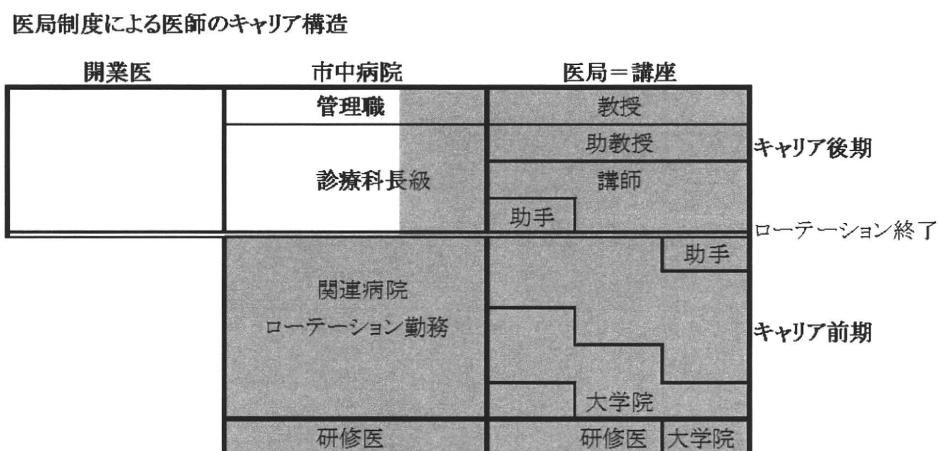 医局制度による医師のキャリア構造
開業医 市中病院 医局＝講座
管理職 教授
助教授 キャリア後期
診療科長級 講師
助手
ローテーション終了
助手
関連病院
ローテーション勤務
キャリア前期
大学院
研修医 研修医 大学院